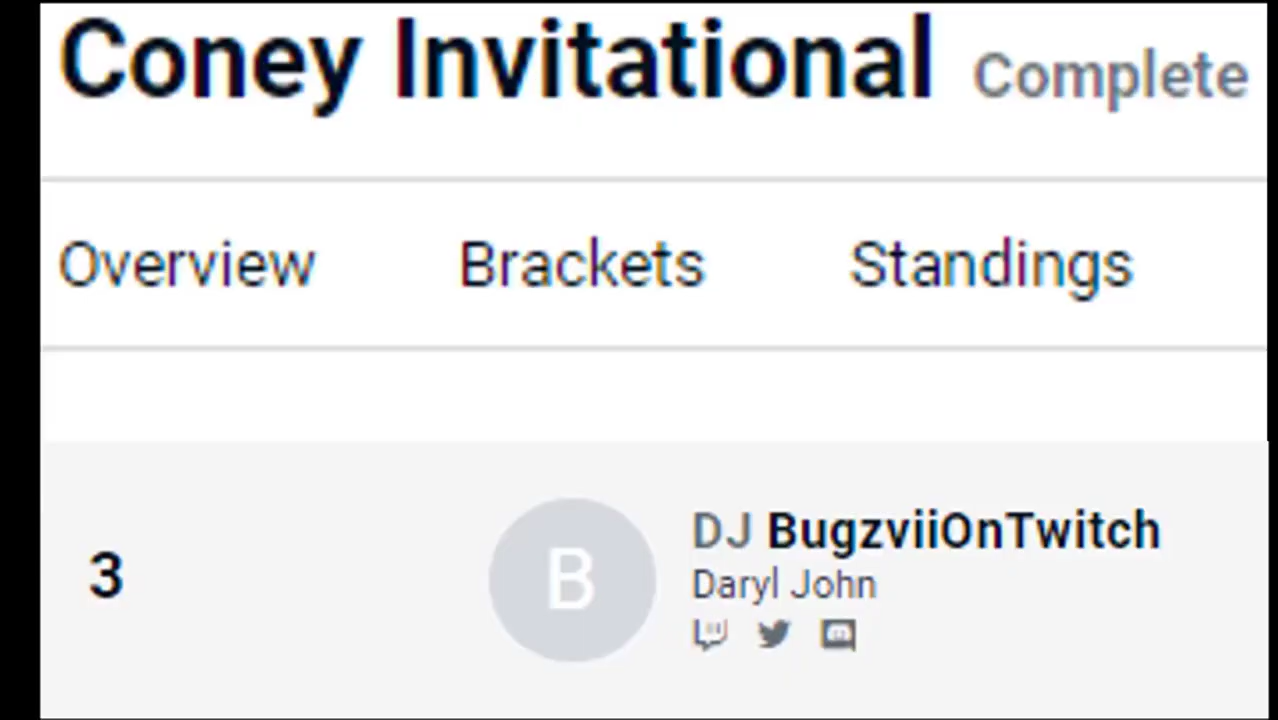 Coney Invitational Complete
Overview Brackets Standings
3
B
DJ BugzviiOnTwitch
Daryl John